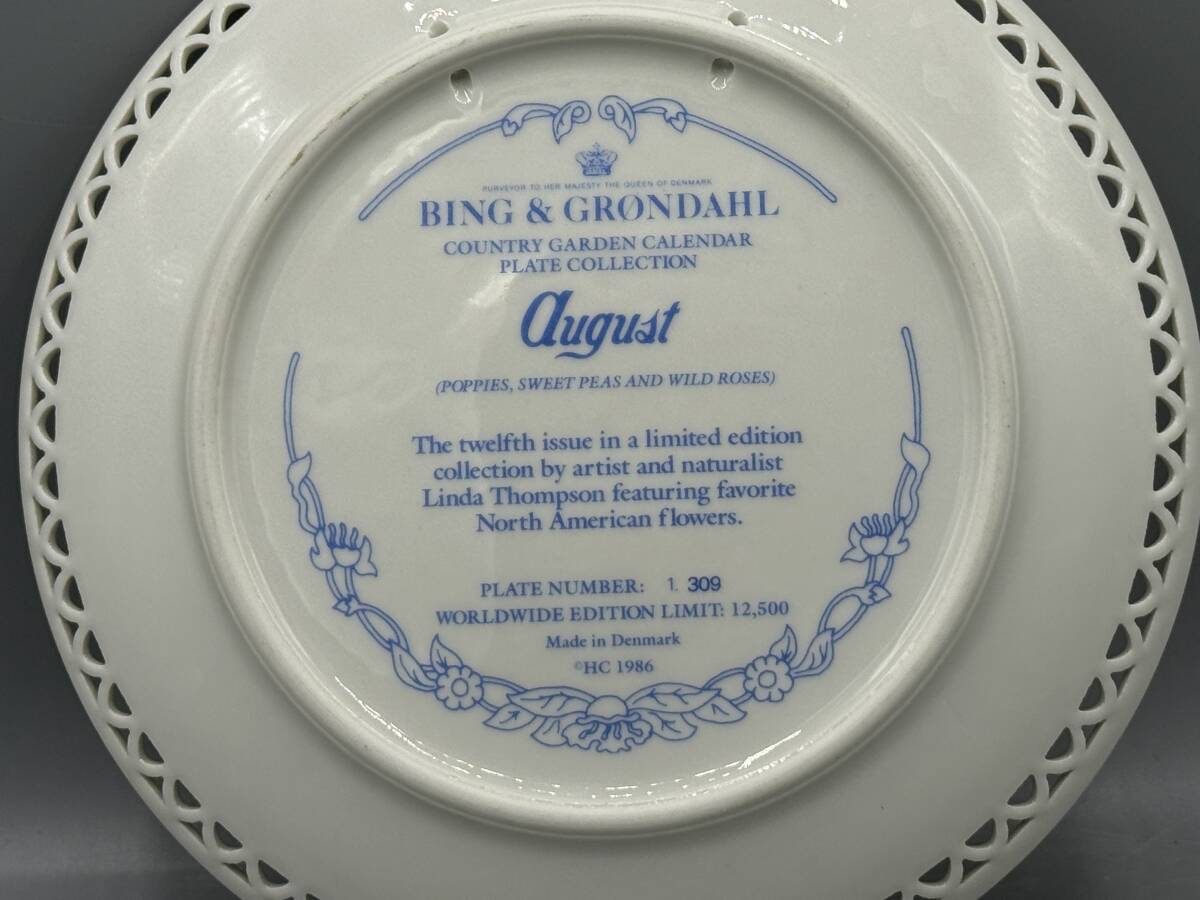 PURVEYOR TO HER MAJESTY THE QUEEN OF DENMARK
BING & GRØNDAHL
COUNTRY GARDEN CALENDAR
PLATE COLLECTION
August
(POPPIES, SWEET PEAS AND WILD ROSES)
The twelfth issue in a limited edition
collection by artist and naturalist
Linda Thompson featuring favorite
North American flowers.
PLATE NUMBER: 1. 309
WORLDWIDE EDITION LIMIT: 12,500
Made in Denmark
©HC 1986